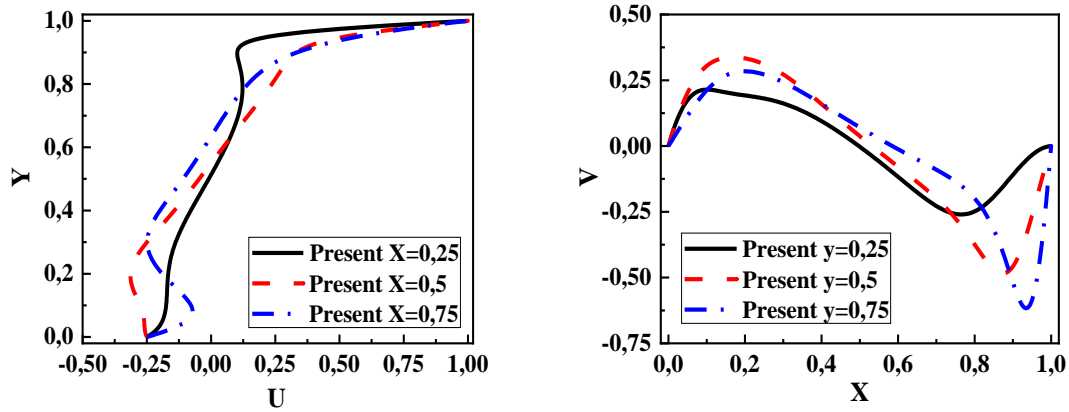 1,0
0,8
0,6
0,4
0,2
0,0
Y
-0,50 -0,25 0,00 0,25 0,50 0,75 1,00
U
Present X=0,25
Present X=0,5
Present X=0,75
0,50
0,25
0,00
-0,25
-0,50
-0,75
V
0,0 0,2 0,4 0,6 0,8 1,0
X
Present y=0,25
Present y=0,5
Present y=0,75